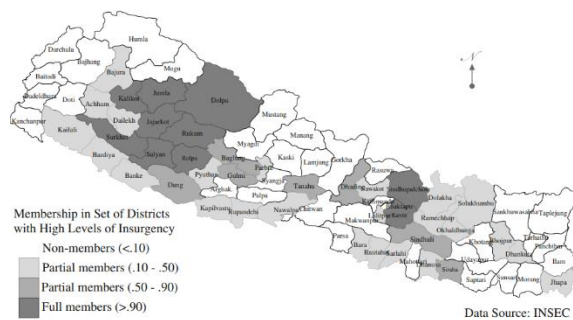 Humla
Darchula
Bajhang
Mugu
Bajura
Baitadi
Dadeldhura
Doti
Achham
Kalikot
Jumla
Dolpa
Kanchanpur
Kailali
Dailekh
Jajarkot
Mustang
Surkhet
Rukum
Manang
Bardiya
Salyan
Rolpa
Myagdi
Baglung
Kaski
Lamjung
Gorkha
Rasuwa
Banke
Pyuthan
Gulmi
Parbat
Syangja
Tanahu
Dhading
Nuwakot
Sindhupalchok
Dang
Arghak.
Palpa
Dolakha
Solukhumbu
Sankhuwasabha
Taplejung
Kapilvastu
Rupandehi
Nawalpr
Chitwan
Makwanpur
Lalitpur
Kavre
Ramechhap
Okhaldhunga
Khotang
Bhojpur
Panchthar
Parsa
Bara
Rautahat
Sarlahi
Sindhuli
Udayapur
Dhankuta
Ilam
Mahottari
Siraha
Saptari
Sunsari
Morang
Jhapa
N
Membership in Set of Districts
with High Levels of Insurgency
Non-members (<.10)
Partial members (.10 - .50)
Partial members (.50 - .90)
Full members (>.90)
Data Source: INSEC